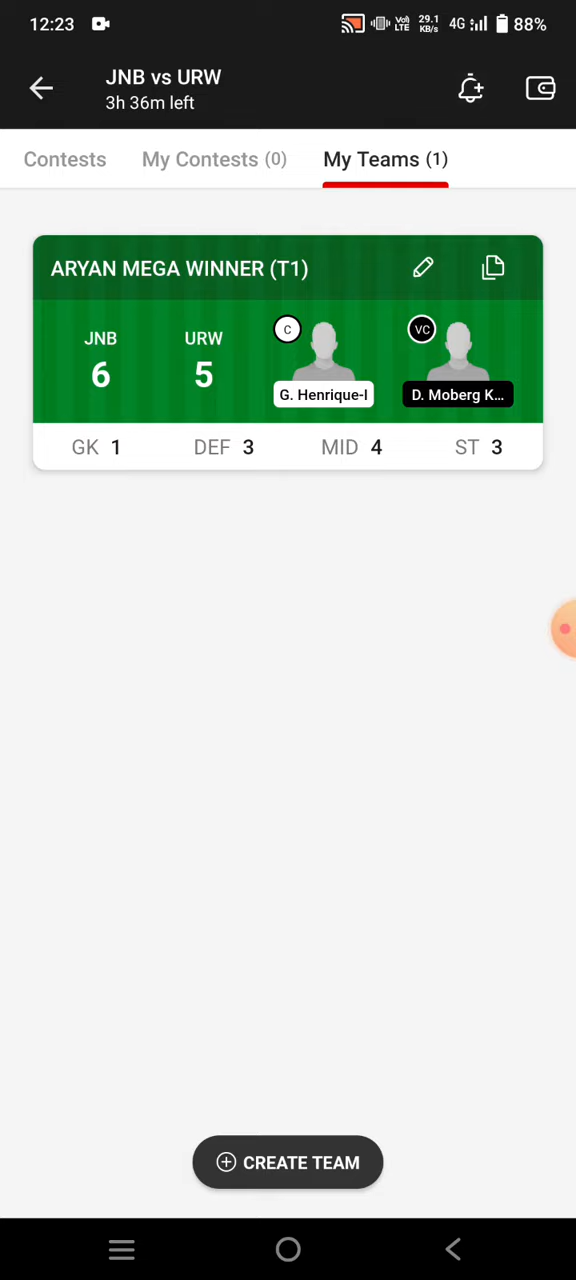 12:23 Vo) LTE 29.1 KB/s 4G 88%
JNB vs URW
3h 36m left
Contests My Contests (0) My Teams (1)
ARYAN MEGA WINNER (T1)
JNB URW C VC
6 5
G. Henrique-I D. Moberg K...
GK 1 DEF 3 MID 4 ST 3
CREATE TEAM